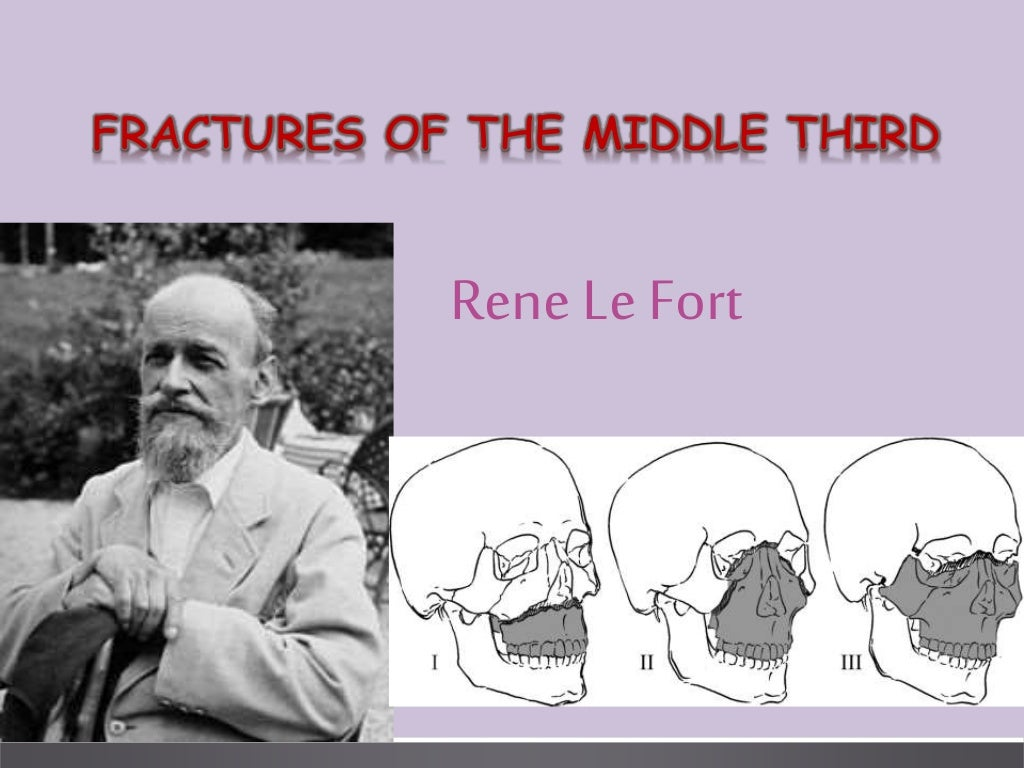 FRACTURES OF THE MIDDLE THIRD
Rene Le Fort
I II III